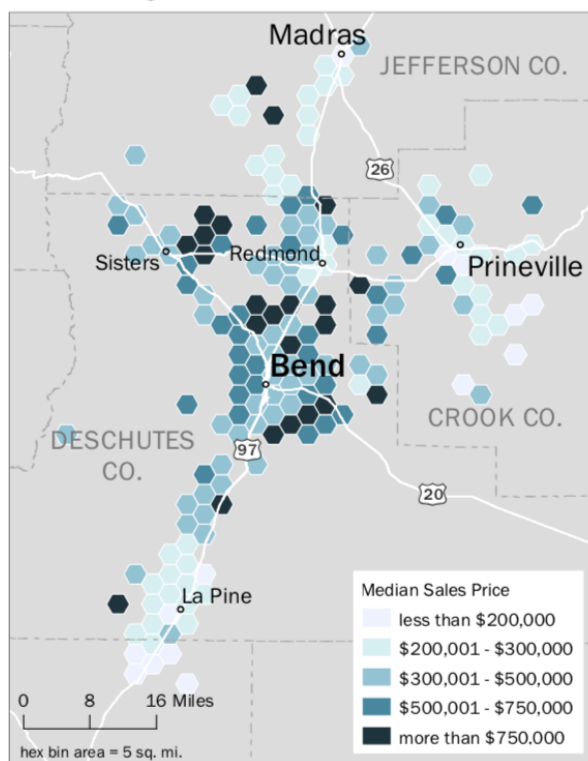 Madras
JEFFERSON CO.
26
Sisters
Redmond
Prineville
Bend
DESCHUTES
CO.
CROOK CO.
97
20
La Pine
Median Sales Price
less than $200,000
$200,001 - $300,000
$300,001 - $500,000
$500,001 - $750,000
more than $750.000
0 8 16 Miles
hex bin area = 5 sq. mi.